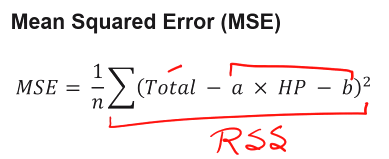 Mean Squared Error (MSE)
MSE = 1/n ∑(Total − a × HP − b)²
RSS